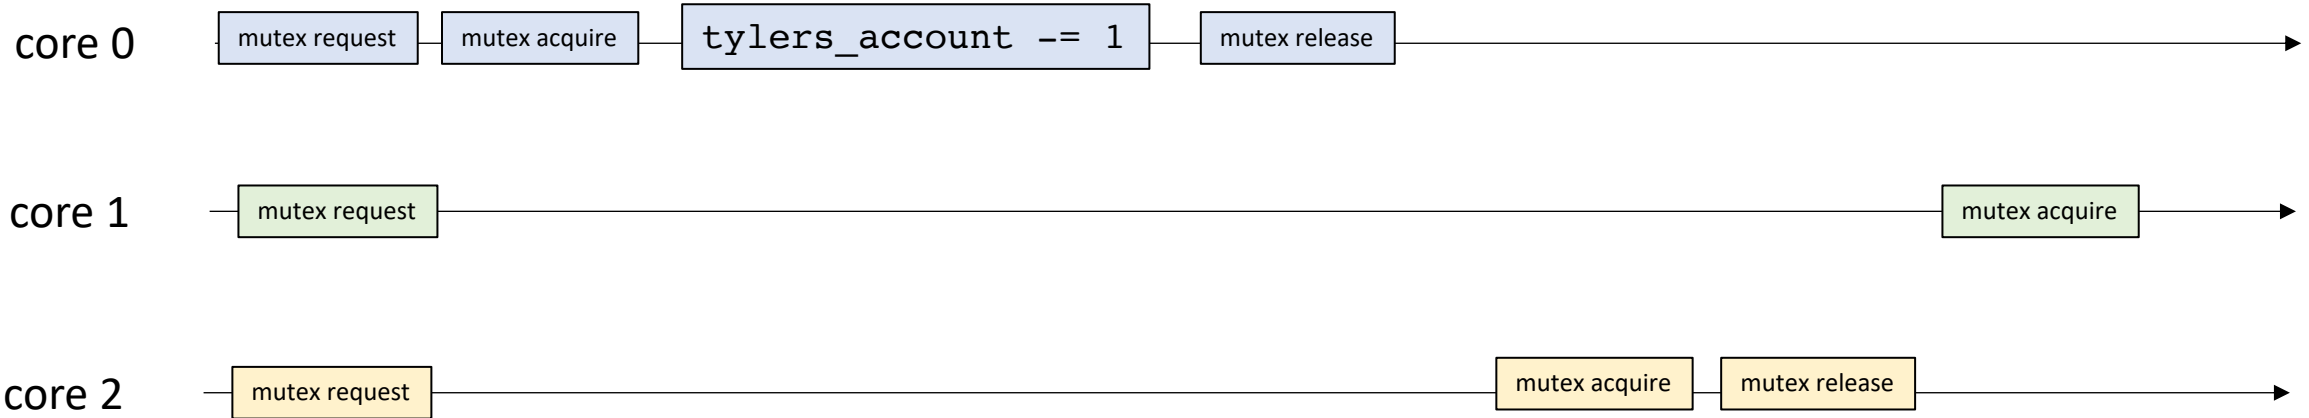 core 0
mutex request
mutex acquire
tylers_account -= 1
mutex release
core 1
mutex request
mutex acquire
core 2
mutex request
mutex acquire
mutex release